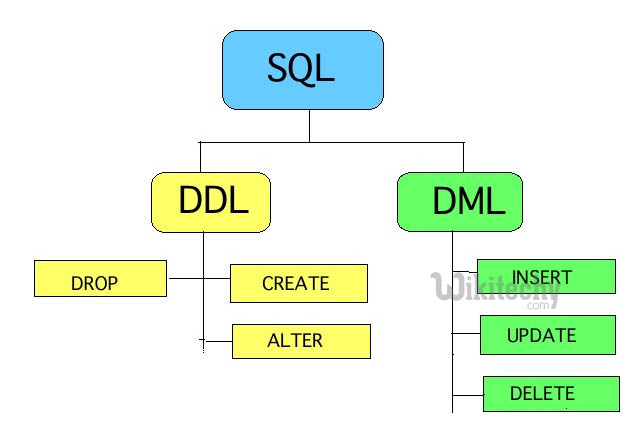 SQL
DDL
DML
DROP
CREATE
INSERT
ALTER
UPDATE
DELETE
Wikitechy
.com